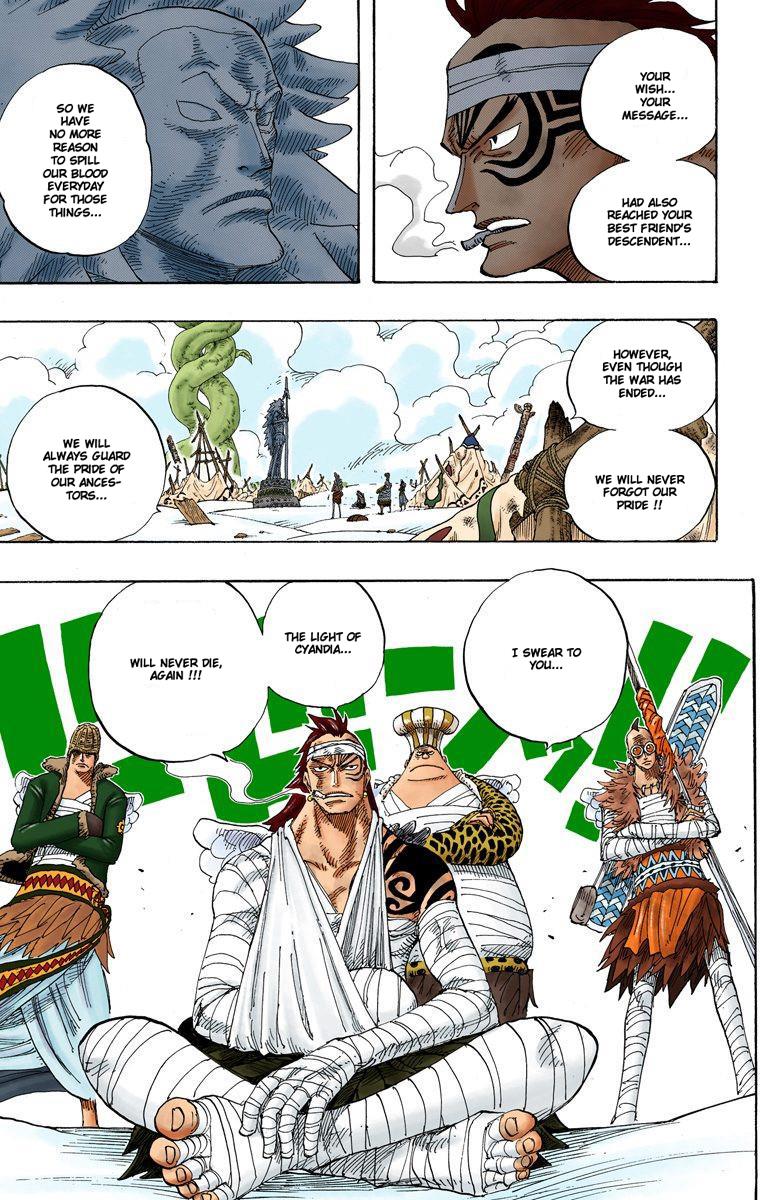 YOUR
WISH...
YOUR
MESSAGE...
HAD ALSO
REACHED YOUR
BEST FRIEND'S
DESCENDENT...
SO WE
HAVE
NO MORE
REASON
TO SPILL
OUR BLOOD
EVERYDAY
FOR THOSE
THINGS...
HOWEVER,
EVEN THOUGH
THE WAR HAS
ENDED...
WE WILL NEVER
FORGOT OUR
PRIDE !!
WE WILL
ALWAYS GUARD
THE PRIDE OF
OUR ANCES-
TORS...
I SWEAR TO
YOU...
THE LIGHT OF
CYANDIA...
WILL NEVER DIE,
AGAIN !!!